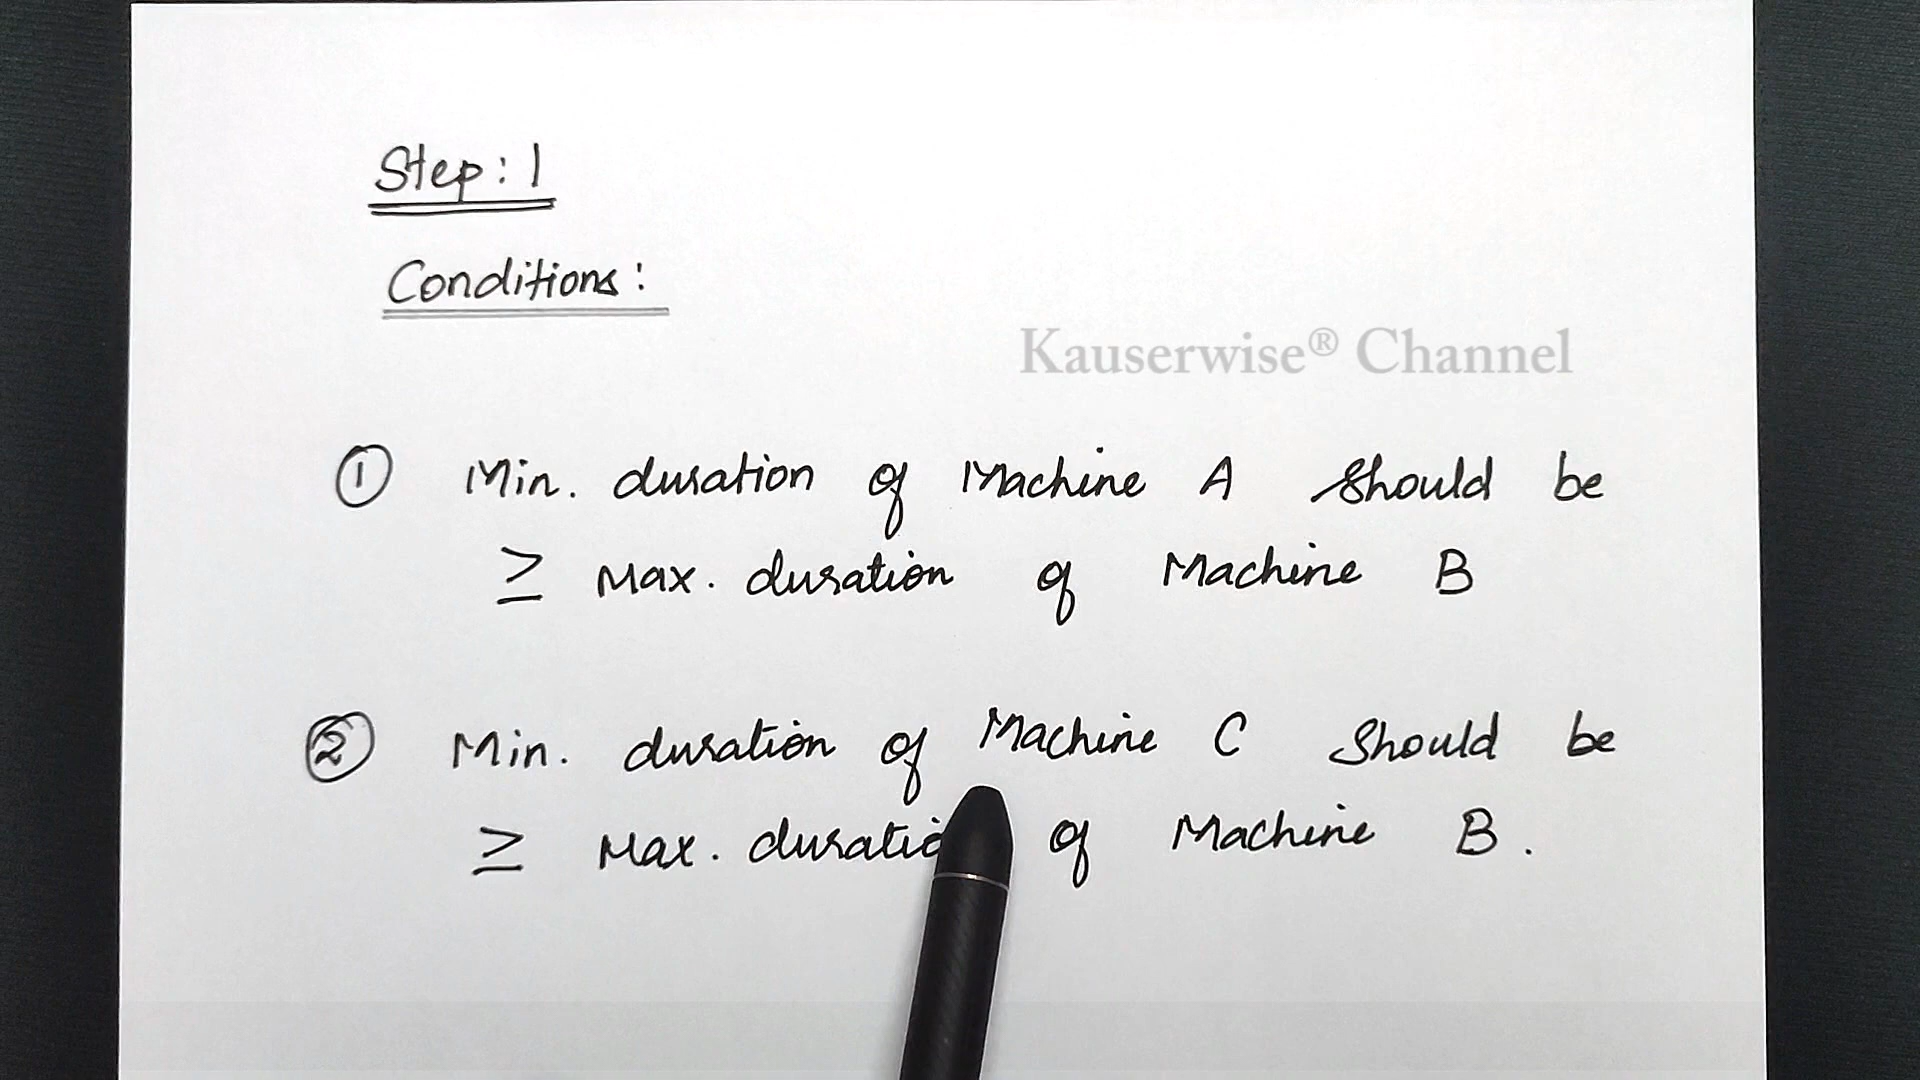 Step: 1
Conditions:
Kauserwise® Channel
① Min. duration of Machine A should be
≥ Max. duration of Machine B
② Min. duration of Machine C should be
≥ Max. duratio of Machine B.